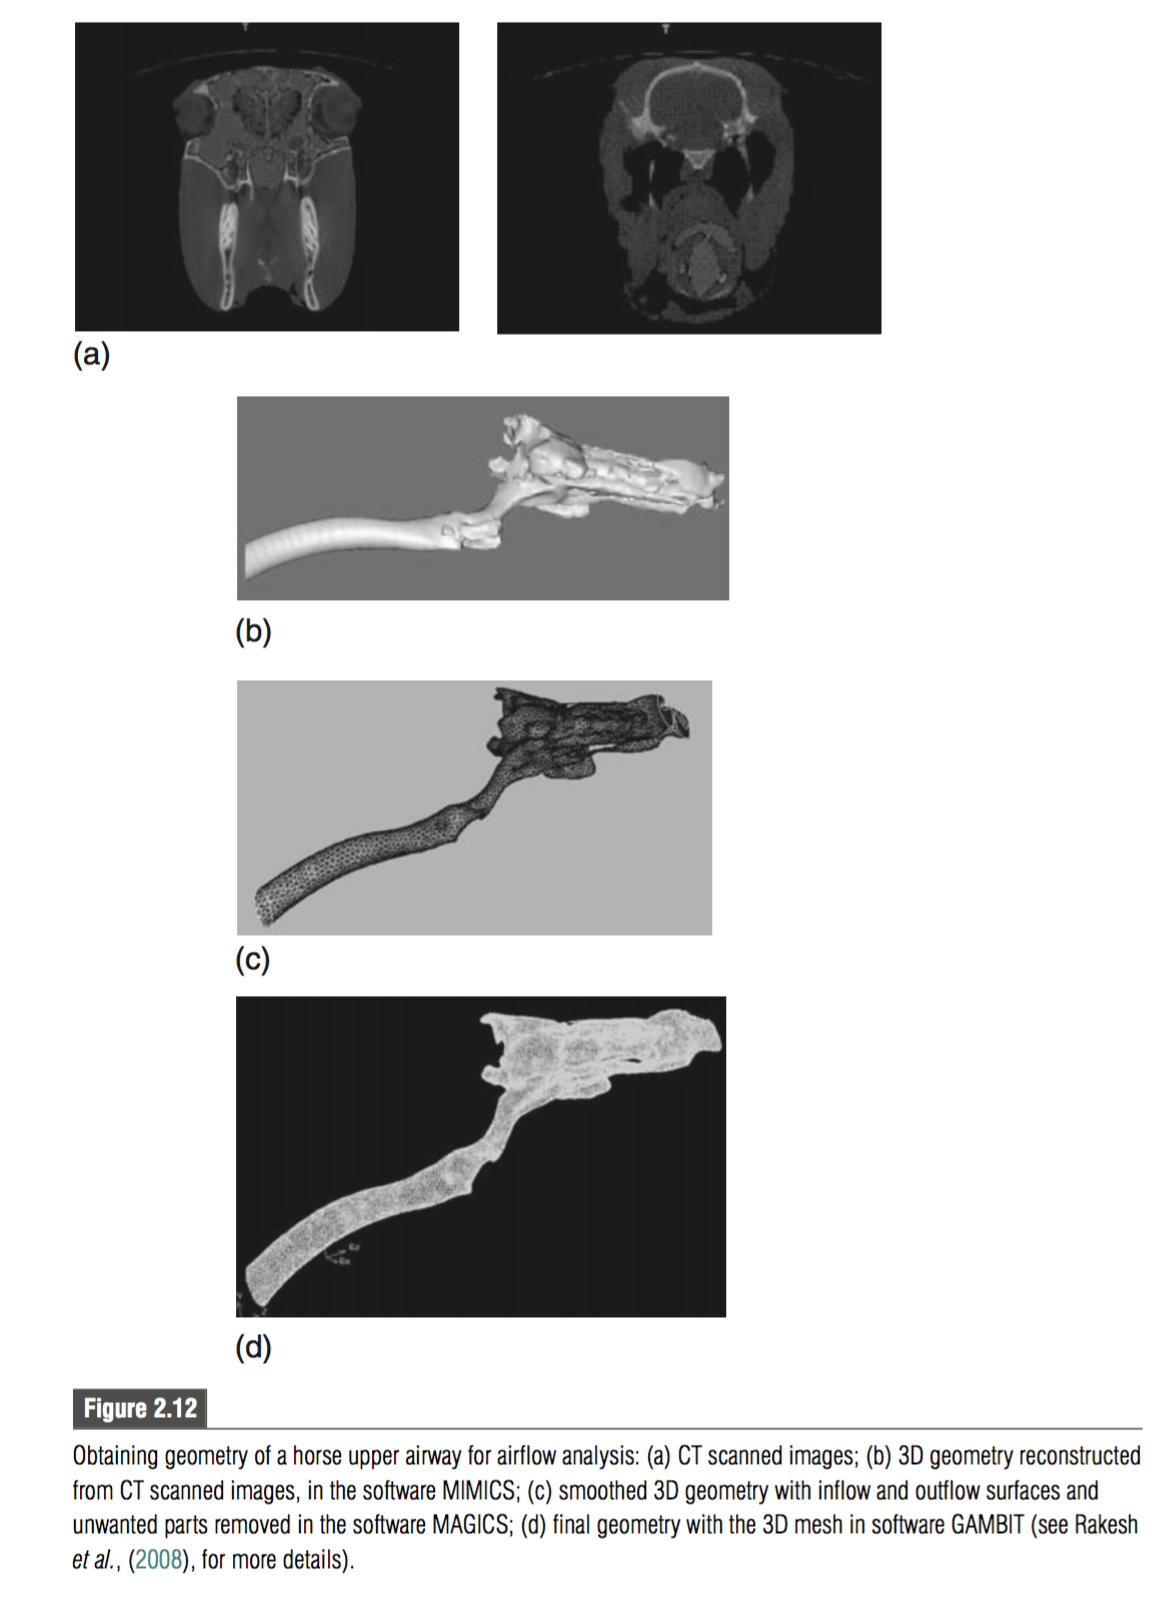 T
T
(a)
(b)
(c)
Gz
Gx
(d)
Figure 2.12
Obtaining geometry of a horse upper airway for airflow analysis: (a) CT scanned images; (b) 3D geometry reconstructed
from CT scanned images, in the software MIMICS; (c) smoothed 3D geometry with inflow and outflow surfaces and
unwanted parts removed in the software MAGICS; (d) final geometry with the 3D mesh in software GAMBIT (see Rakesh
et al., (2008), for more details).